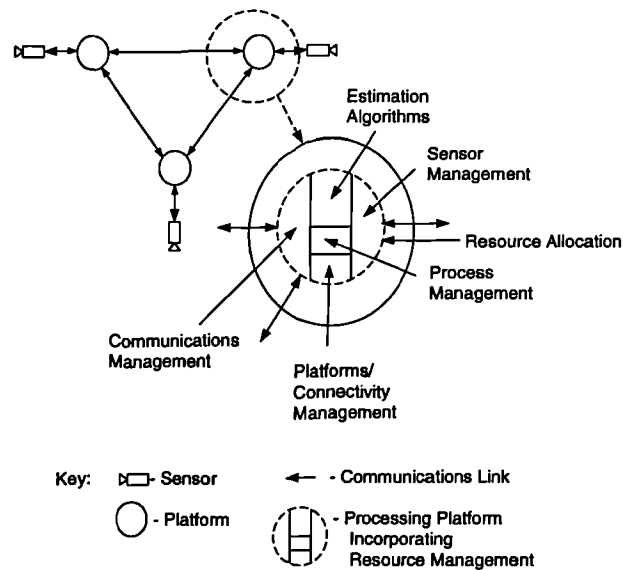 Estimation
Algorithms
Sensor
Management
Resource Allocation
Process
Management
Communications
Management
Platforms/
Connectivity
Management
Key:
- Sensor
- Communications Link
- Platform
- Processing Platform
Incorporating
Resource Management